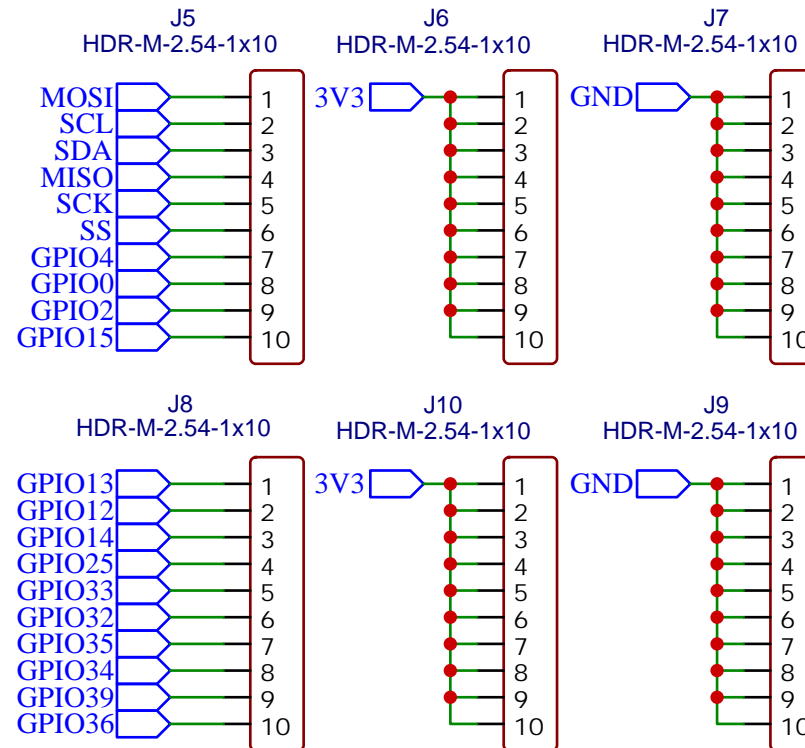 J5
HDR-M-2.54-1x10
MOSI 1
SCL 2
SDA 3
MISO 4
SCK 5
SS 6
GPIO4 7
GPIO0 8
GPIO2 9
GPIO15 10
J6
HDR-M-2.54-1x10
3V3 1
2
3
4
5
6
7
8
9
10
J7
HDR-M-2.54-1x10
GND 1
2
3
4
5
6
7
8
9
10
J8
HDR-M-2.54-1x10
GPIO13 1
GPIO12 2
GPIO14 3
GPIO25 4
GPIO33 5
GPIO32 6
GPIO35 7
GPIO34 8
GPIO39 9
GPIO36 10
J10
HDR-M-2.54-1x10
3V3 1
2
3
4
5
6
7
8
9
10
J9
HDR-M-2.54-1x10
GND 1
2
3
4
5
6
7
8
9
10